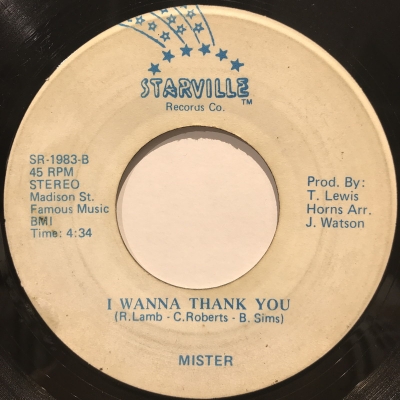 STARVILLE TM
Records Co.
SR-1983-B
45 RPM
STEREO
Madison St.
Famous Music
BMI
Time: 4:34
Prod. By:
T. Lewis
Horns Arr.
J. Watson
I WANNA THANK YOU
(R. Lamb - C. Roberts - B. Sims)
MISTER